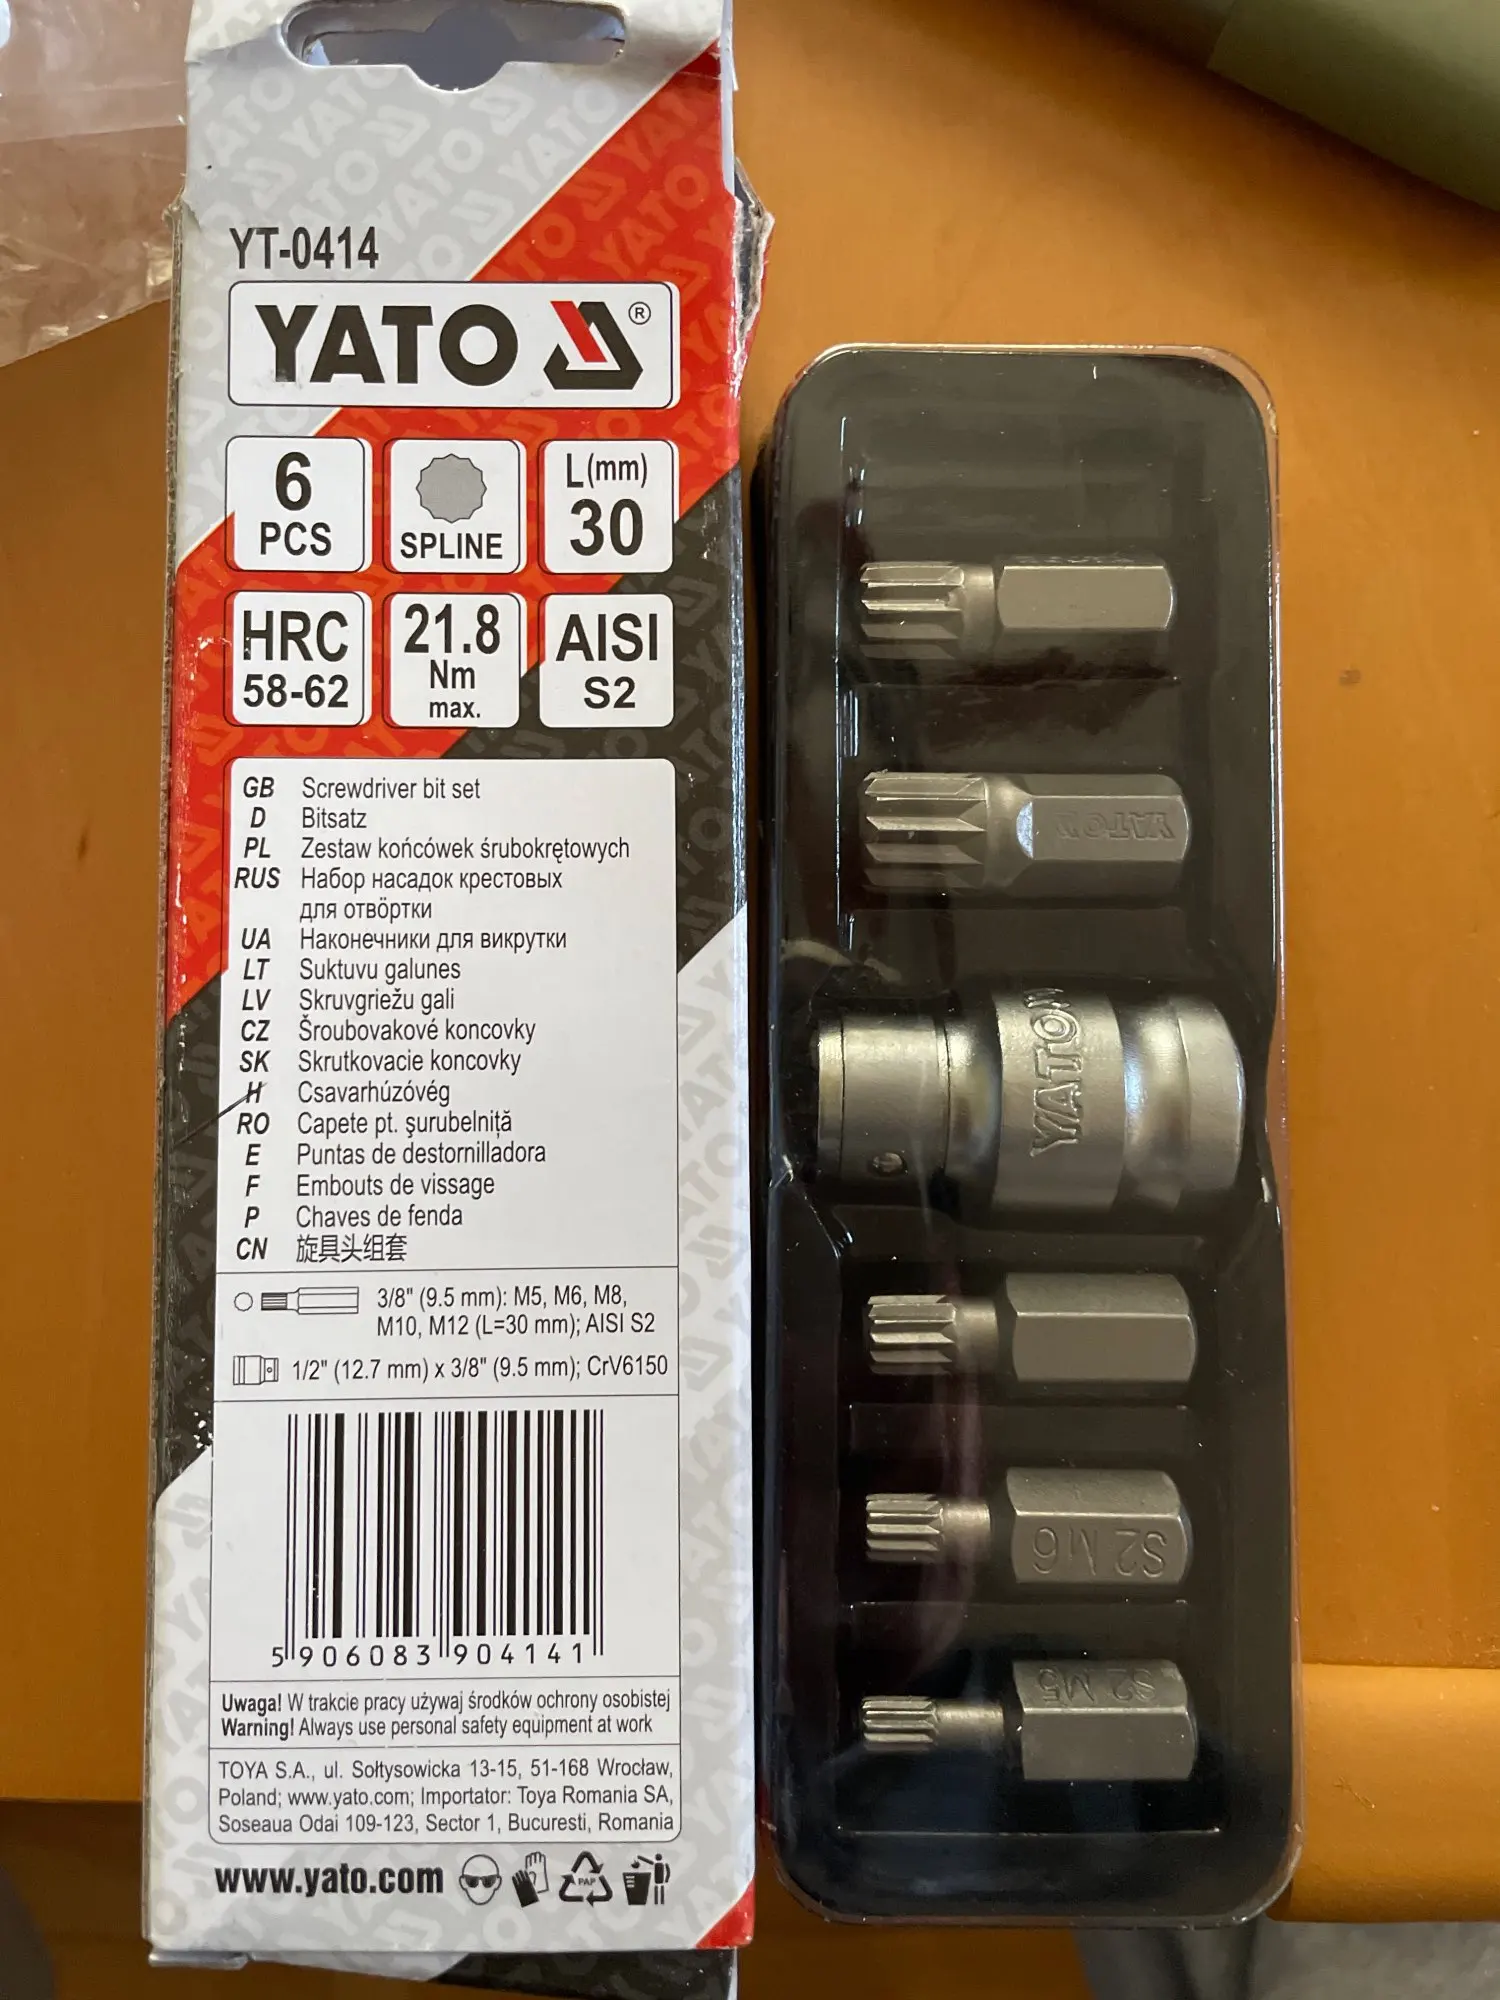 YT-0414
YATO ®
6
PCS
SPLINE
L(mm)
30
HRC
58-62
21.8
Nm
max.
AISI
S2
GB Screwdriver bit set
D Bitsatz
PL Zestaw końcówek śrubokrętowych
RUS Набор насадок крестовых
для отвöртки
UA Наконечники для викрутки
LT Suktuvu galunes
LV Skruvgriežu gali
CZ Šroubovakové koncovky
SK Skrutkovacie koncovky
H Csavarhúzóvég
RO Capete pt. şurubelniță
E Puntas de destornilladora
F Embouts de vissage
P Chaves de fenda
CN 旋具头组套
3/8" (9.5 mm): M5, M6, M8,
M10, M12 (L=30 mm); AISI S2
1/2" (12.7 mm) x 3/8" (9.5 mm); CrV6150
5 906083 904141
Uwaga! W trakcie pracy używaj środków ochrony osobistej
Warning! Always use personal safety equipment at work
TOYA S.A., ul. Sołtysowicka 13-15, 51-168 Wrocław,
Poland; www.yato.com; Importator: Toya Romania SA,
Soseaua Odai 109-123, Sector 1, Bucuresti, Romania
www.yato.com
PAP
YATO
YATO
S2 M6
S2 M5